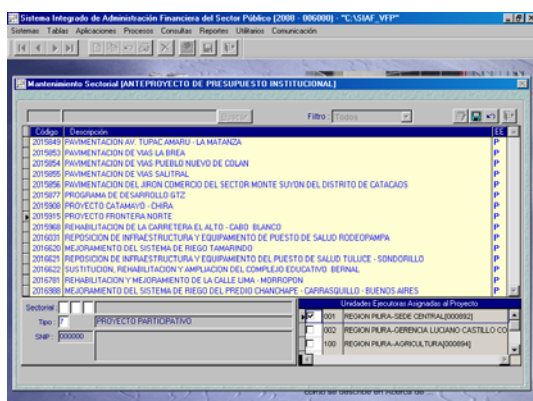 Sistema Integrado de Administración Financiera del Sector Público [2008 - 006000] - "C:\SIAF_VFP"
Sistemas Tablas Aplicaciones Procesos Consultas Reportes Utilitarios Comunicación
Mantenimiento Sectorial [ANTEPROYECTO DE PRESUPUESTO INSTITUCIONAL]
Buscar Filtro : Todos
Código Descripción EE
2015849 PAVIMENTACION AV. TUPAC AMARU - LA MATANZA P
2015853 PAVIMENTACION DE VIAS LA BREA P
2015854 PAVIMENTACION DE VIAS PUEBLO NUEVO DE COLAN P
2015855 PAVIMENTACION DE VIAS SALITRAL P
2015856 PAVIMENTACION DEL JIRON COMERCIO DEL SECTOR MONTE SUYON DEL DISTRITO DE CATACAOS P
2015877 PROGRAMA DE DESARROLLO GTZ P
2015908 PROYECTO CATAMAYO - CHIRA P
2015915 PROYECTO FRONTERA NORTE P
2015968 REHABILITACION DE LA CARRETERA EL ALTO - CABO BLANCO P
2016031 REPOSICION DE INFRAESTRUCTURA Y EQUIPAMIENTO DE PUESTO DE SALUD RODEOPAMPA P
2016620 MEJORAMIENTO DEL SISTEMA DE RIEGO TAMARINDO P
2016621 REPOSICION DE INFRAESTRUCTURA Y EQUIPAMIENTO DEL PUESTO DE SALUD TULUCE - SONDORILLO P
2016622 SUSTITUCION, REHABILITACION Y AMPLIACION DEL COMPLEJO EDUCATIVO BERNAL P
2016781 REHABILITACION Y MEJORAMIENTO DE LA CALLE LIMA - MORROPON P
2016988 MEJORAMIENTO DEL SISTEMA DE RIEGO DEL PREDIO CHANCHAPE - CARRASQUILLO - BUENOS AIRES P
Sectorial :
Tipo : 7 PROYECTO PARTICIPATIVO
SNIP : 000000
Unidades Ejecutoras Asignadas al Proyecto
001 REGION PIURA-SEDE CENTRAL[000892]
002 REGION PIURA-GERENCIA LUCIANO CASTILLO CO
100 REGION PIURA-AGRICULTURA[000894]
como se describe en Acerca de ...